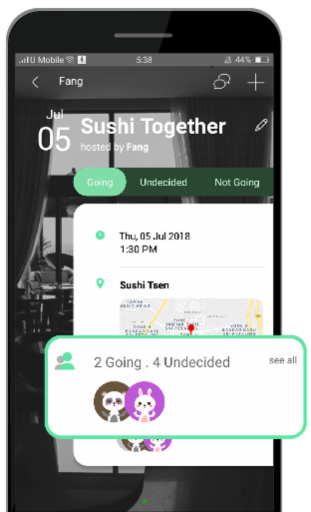 U Mobile 5:38 44%
Fang
Jul
05
Sushi Together
hosted by Fang
Going Undecided Not Going
Thu, 05 Jul 2018
1:30 PM
Sushi Tsen
2 Going . 4 Undecided see all